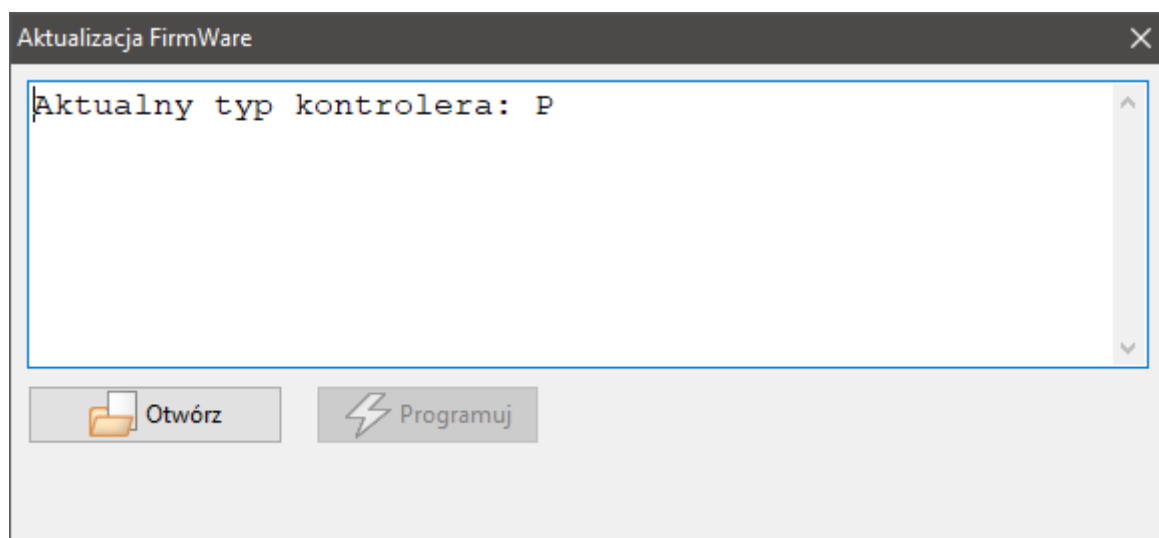 Aktualizacja FirmWare
Aktualny typ kontrolera: P
Otwórz
Programuj